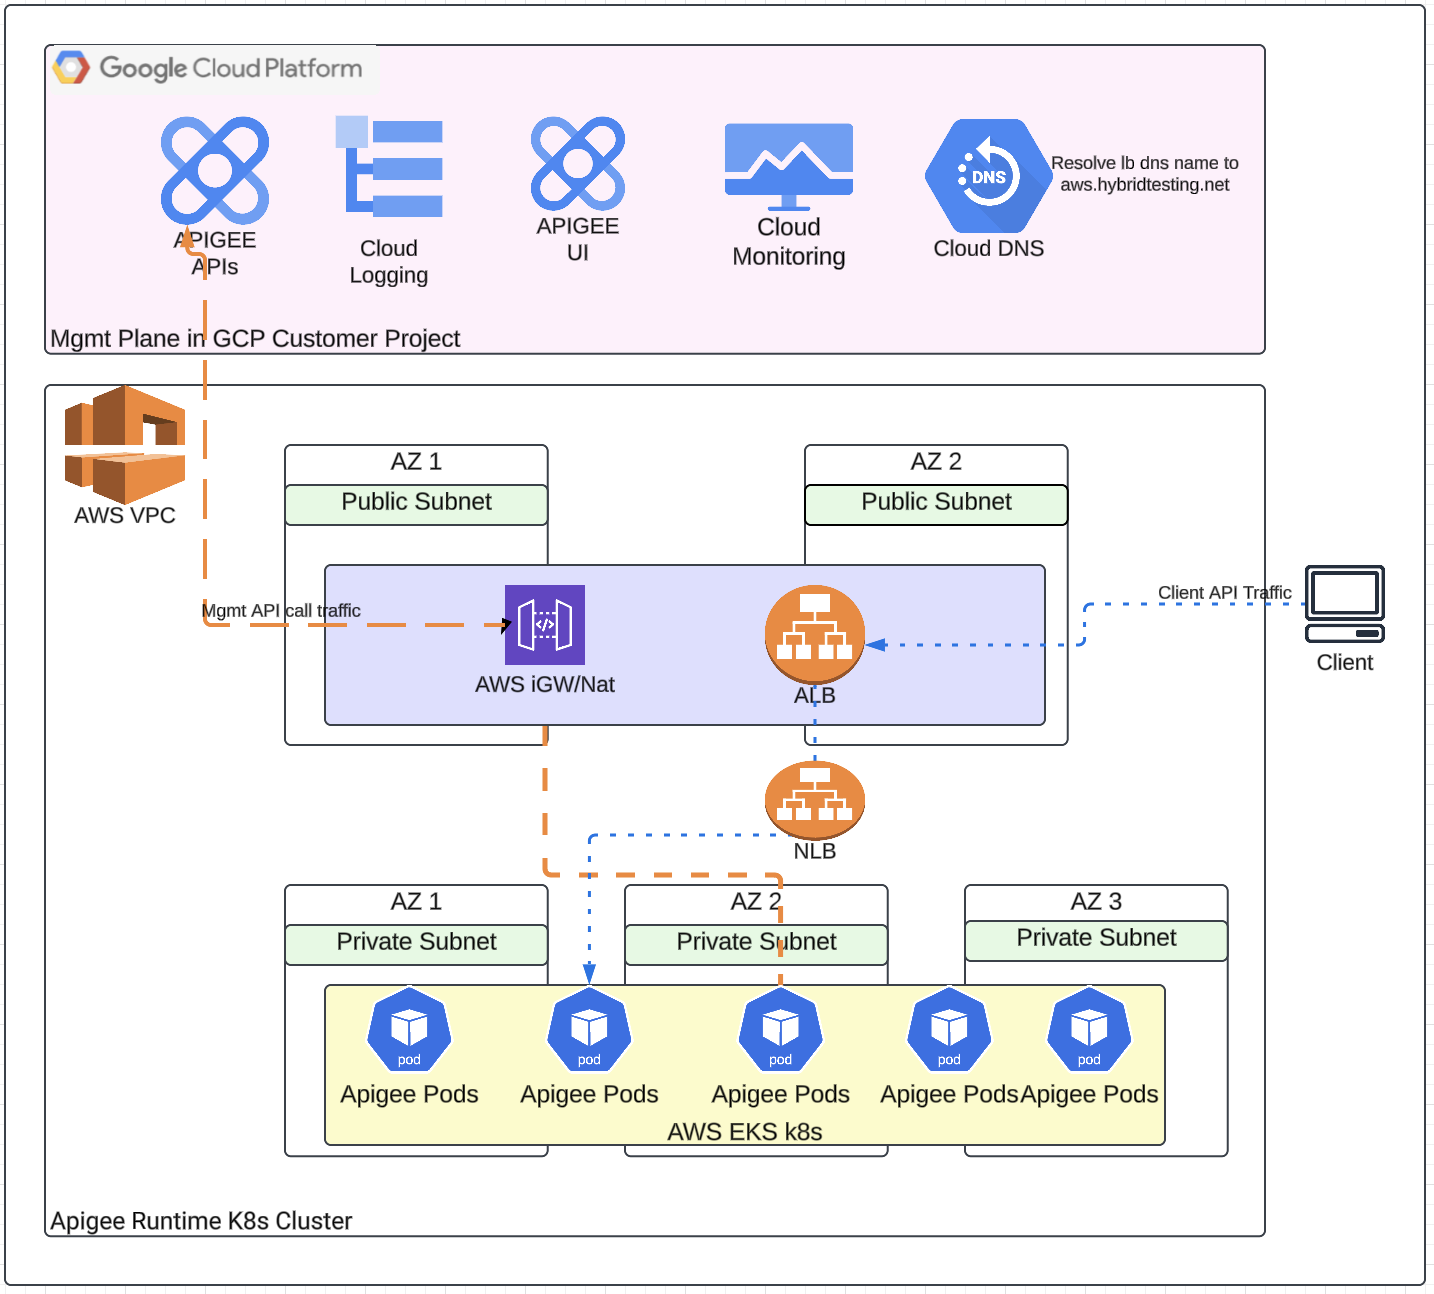 Google Cloud Platform
APIGEE
APIs
Cloud
Logging
APIGEE
UI
Cloud
Monitoring
DNS
Cloud DNS
Resolve lb dns name to
aws.hybridtesting.net
Mgmt Plane in GCP Customer Project
AWS VPC
AZ 1
Public Subnet
AZ 2
Public Subnet
Mgmt API call traffic
</>
AWS iGW/Nat
ALB
Client API Traffic
Client
NLB
AZ 1
Private Subnet
AZ 2
Private Subnet
AZ 3
Private Subnet
pod
Apigee Pods
pod
Apigee Pods
pod
Apigee Pods
pod
Apigee Pods
pod
Apigee Pods
AWS EKS k8s
Apigee Runtime K8s Cluster